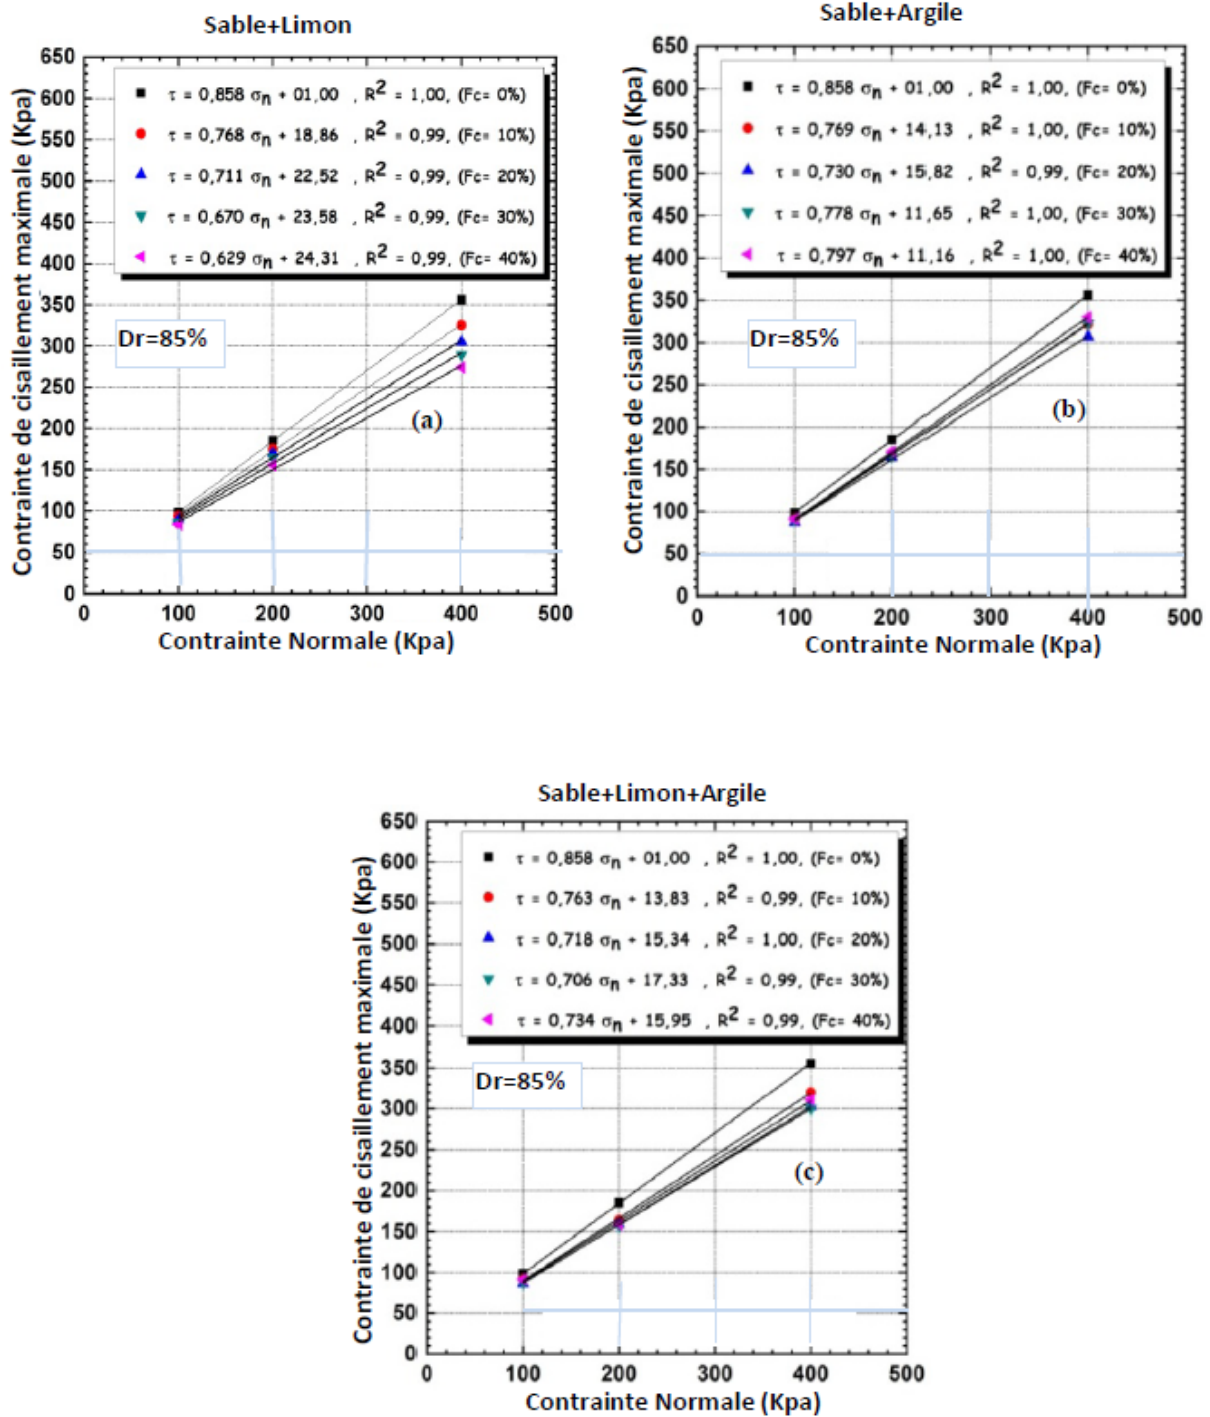 Sable+Limon
650
600
550
500
450
400
350
300
250
200
150
100
50
0
Contrainte de cisaillement maximale (Kpa)
τ = 0,858 σn + 01,00 , R2 = 1,00, (Fc= 0%)
τ = 0,768 σn + 18,86 , R2 = 0,99, (Fc= 10%)
τ = 0,711 σn + 22,52 , R2 = 0,99, (Fc= 20%)
τ = 0,670 σn + 23,58 , R2 = 0,99, (Fc= 30%)
τ = 0,629 σn + 24,31 , R2 = 0,99, (Fc= 40%)
Dr=85%
(a)
0 100 200 300 400 500
Contrainte Normale (Kpa)
Sable+Argile
650
600
550
500
450
400
350
300
250
200
150
100
50
0
Contrainte de cisaillement maximale (Kpa)
τ = 0,858 σn + 01,00 , R2 = 1,00, (Fc= 0%)
τ = 0,769 σn + 14,13 , R2 = 1,00, (Fc= 10%)
τ = 0,730 σn + 15,82 , R2 = 0,99, (Fc= 20%)
τ = 0,778 σn + 11,65 , R2 = 1,00, (Fc= 30%)
τ = 0,797 σn + 11,16 , R2 = 1,00, (Fc= 40%)
Dr=85%
(b)
0 100 200 300 400 500
Contrainte Normale (Kpa)
Sable+Limon+Argile
650
600
550
500
450
400
350
300
250
200
150
100
50
0
Contrainte de cisaillement maximale (Kpa)
τ = 0,858 σn + 01,00 , R2 = 1,00, (Fc= 0%)
τ = 0,763 σn + 13,83 , R2 = 0,99, (Fc= 10%)
τ = 0,718 σn + 15,34 , R2 = 1,00, (Fc= 20%)
τ = 0,706 σn + 17,33 , R2 = 0,99, (Fc= 30%)
τ = 0,734 σn + 15,95 , R2 = 0,99, (Fc= 40%)
Dr=85%
(c)
0 100 200 300 400 500
Contrainte Normale (Kpa)